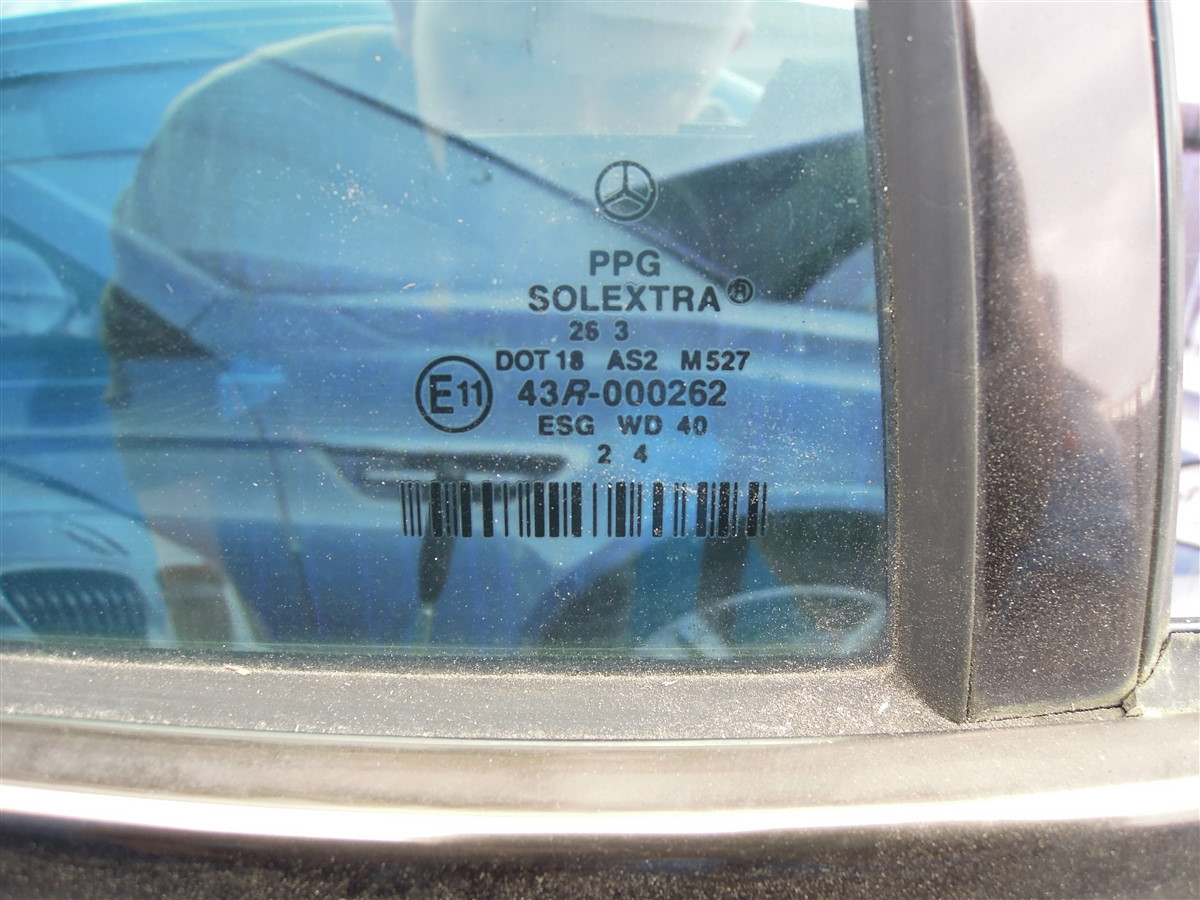 PPG
SOLEXTRA®
26 3
DOT 18 AS2 M527
E11 43R-000262
ESG WD 40
2 4